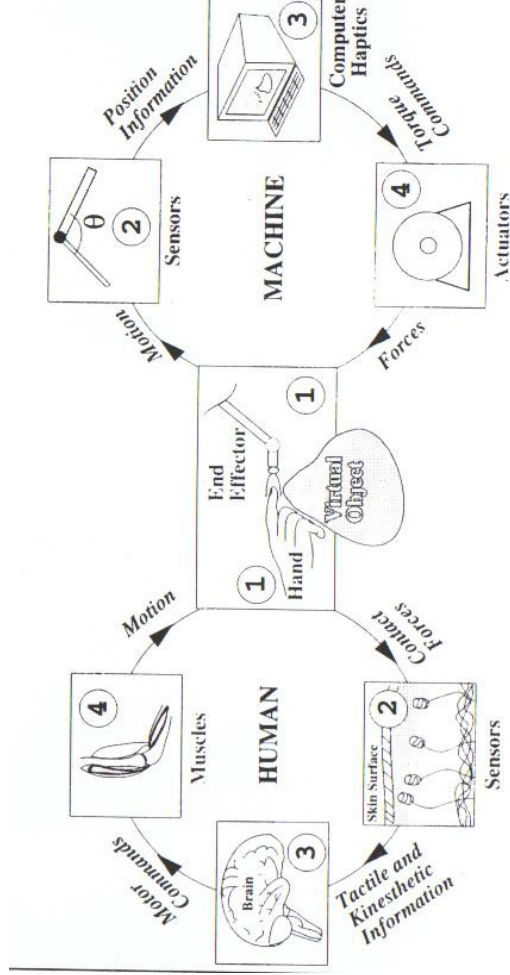 Motor
Commands
4
Muscles
Motion
Brain
3
HUMAN
Tactile and
Kinesthetic
Information
Skin Surface
2
Sensors
Contact
Forces
1
Hand
End
Effector
1
Virtual
Object
Motion
θ
2
Sensors
Position
Information
MACHINE
3
Computer
Haptics
Torque
Commands
4
Actuators
Forces